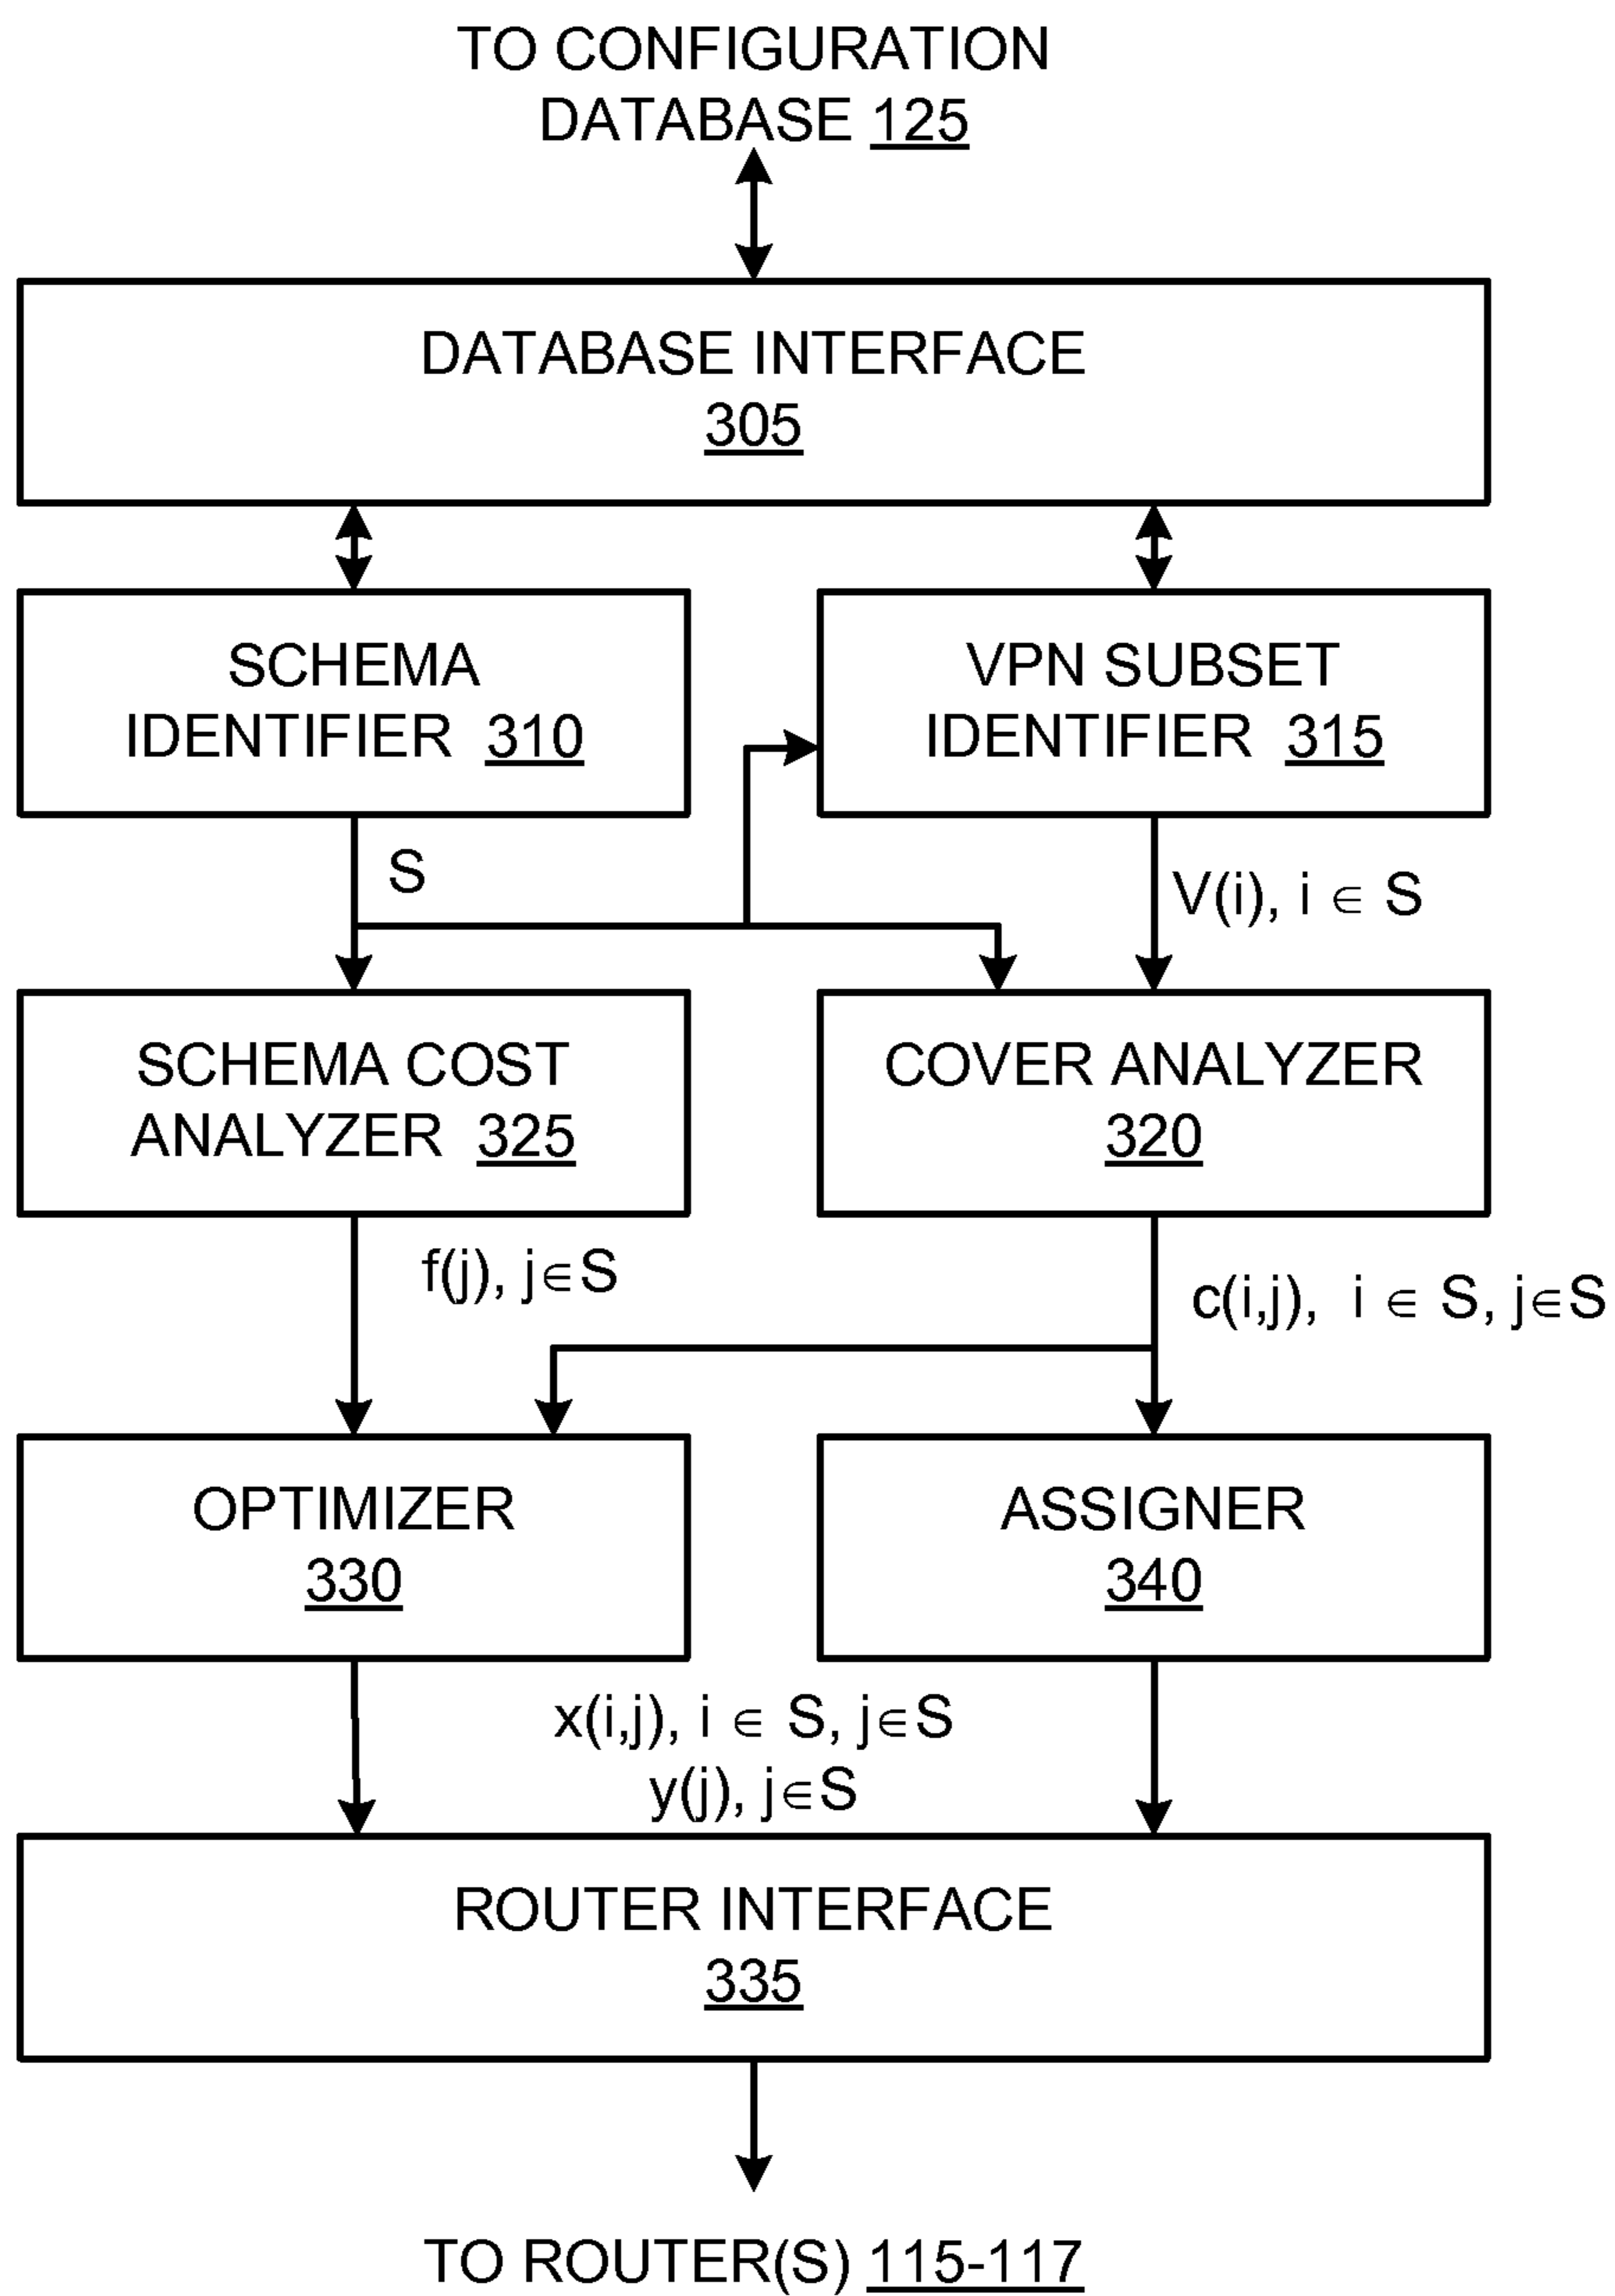 TO CONFIGURATION
DATABASE 125
DATABASE INTERFACE
305
SCHEMA
IDENTIFIER 310
VPN SUBSET
IDENTIFIER 315
S
V(i), i ∈ S
SCHEMA COST
ANALYZER 325
COVER ANALYZER
320
f(j), j∈S
c(i,j), i ∈ S, j∈S
OPTIMIZER
330
ASSIGNER
340
x(i,j), i ∈ S, j∈S
y(j), j∈S
ROUTER INTERFACE
335
TO ROUTER(S) 115-117